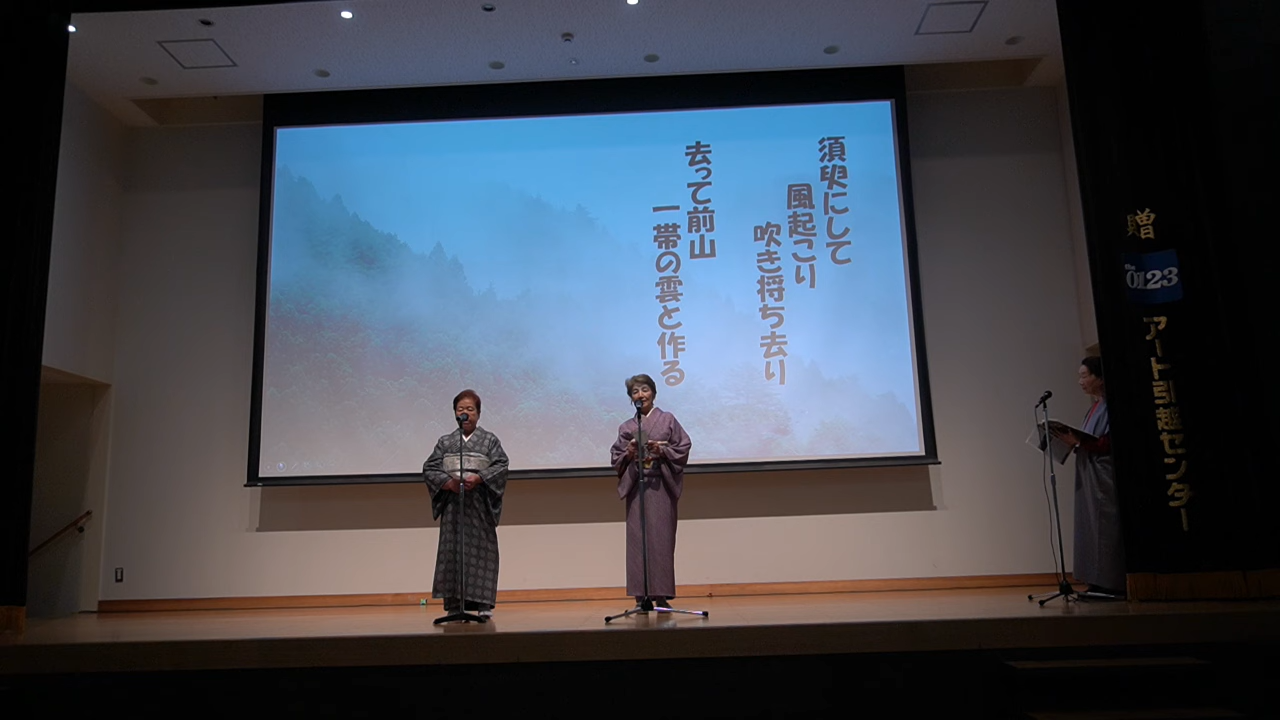 須臾にして
風起こり
吹き将ち去り
去って前山
一帯の雲と作る
贈
the
0123
アート引越センター